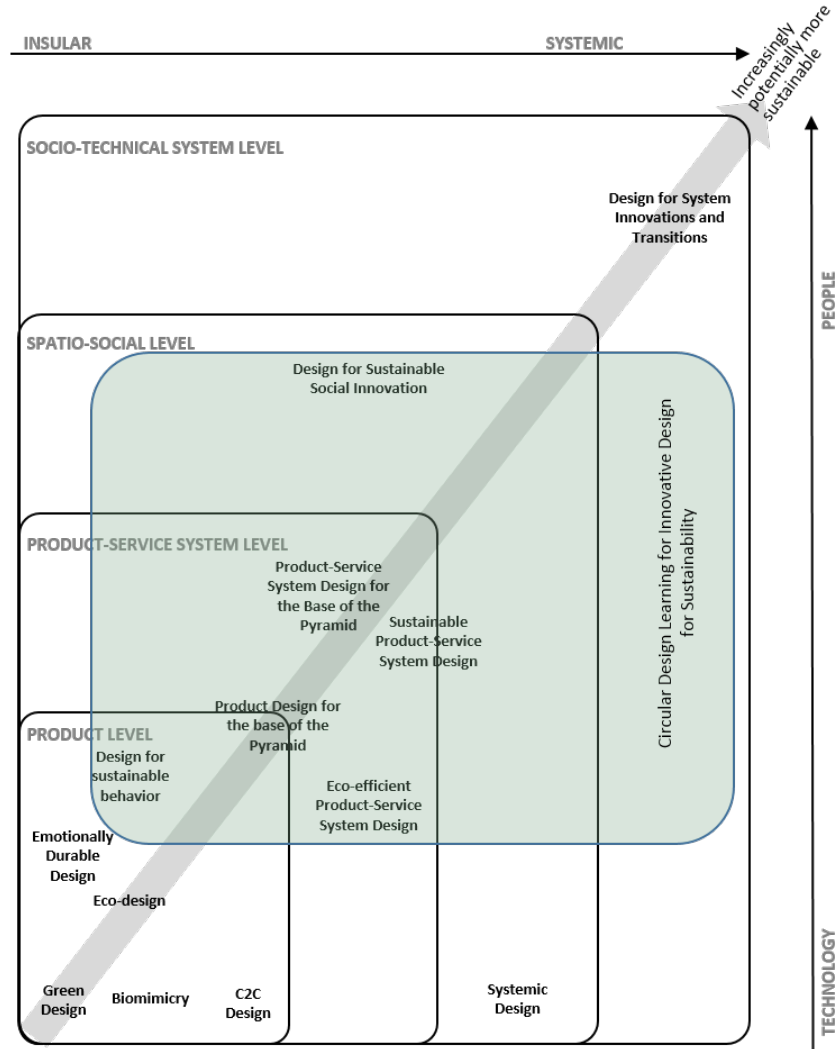 INSULAR
SYSTEMIC
Increasingly
potentially more
sustainable
SOCIO-TECHNICAL SYSTEM LEVEL
Design for System
Innovations and
Transitions
PEOPLE
SPATIO-SOCIAL LEVEL
Design for Sustainable
Social Innovation
Circular Design Learning for Innovative Design
for Sustainability
PRODUCT-SERVICE SYSTEM LEVEL
Product-Service
System Design for
the Base of the
Pyramid
Sustainable
Product-Service
System Design
Product Design for
the base of the
Pyramid
PRODUCT LEVEL
Design for
sustainable
behavior
Eco-efficient
Product-Service
System Design
Emotionally
Durable
Design
Eco-design
Green
Design
Biomimicry
C2C
Design
Systemic
Design
TECHNOLOGY